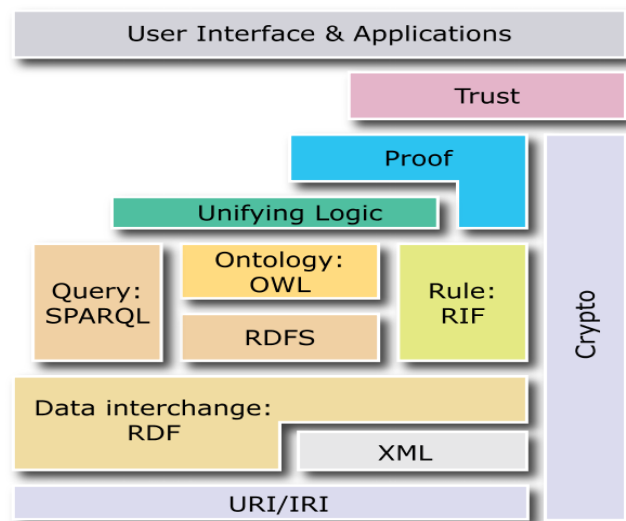 User Interface & Applications
Trust
Proof
Unifying Logic
Query:
SPARQL
Ontology:
OWL
RDFS
Rule:
RIF
Crypto
Data interchange:
RDF
XML
URI/IRI